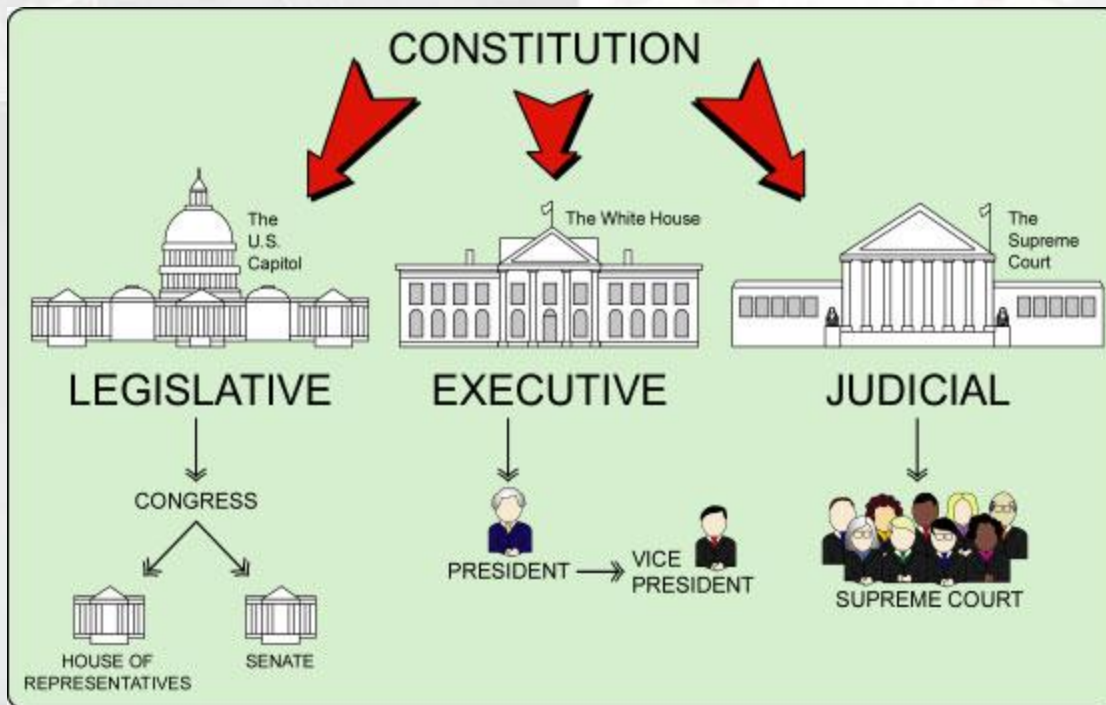 CONSTITUTION
The
U.S.
Capitol
The White House
The
Supreme
Court
LEGISLATIVE
EXECUTIVE
JUDICIAL
CONGRESS
HOUSE OF
REPRESENTATIVES
SENATE
PRESIDENT
VICE
PRESIDENT
SUPREME COURT